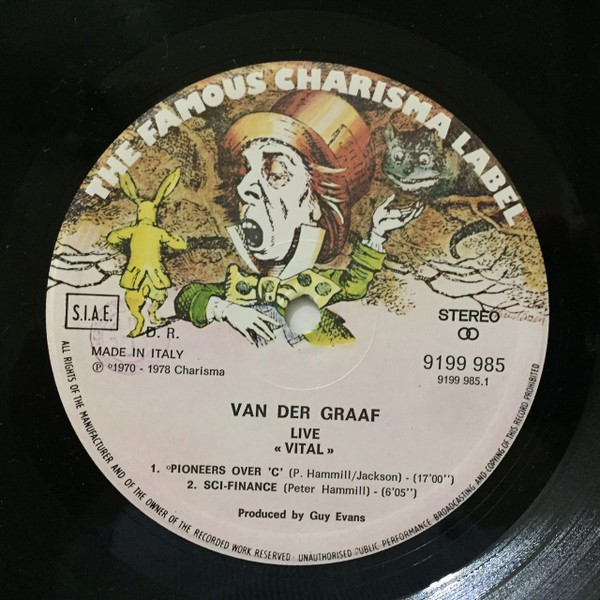 THE FAMOUS CHARISMA LABEL
S.I.A.E.
D. R.
MADE IN ITALY
℗ °1970 - 1978 Charisma
STEREO
9199 985
9199 985.1
VAN DER GRAAF
LIVE
« VITAL »
1. °PIONEERS OVER 'C' (P. Hammill/Jackson) - (17'00'')
2. SCI-FINANCE (Peter Hammill) - (6'05'')
Produced by Guy Evans
ALL RIGHTS OF THE MANUFACTURER AND OF THE OWNER OF THE RECORDED WORK RESERVED · UNAUTHORISED PUBLIC PERFORMANCE BROADCASTING AND COPYING OF THIS RECORD PROHIBITED